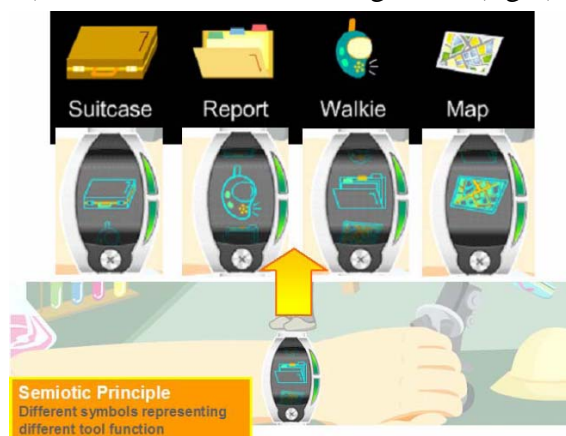 Suitcase Report Walkie Map
Semiotic Principle
Different symbols representing
different tool function